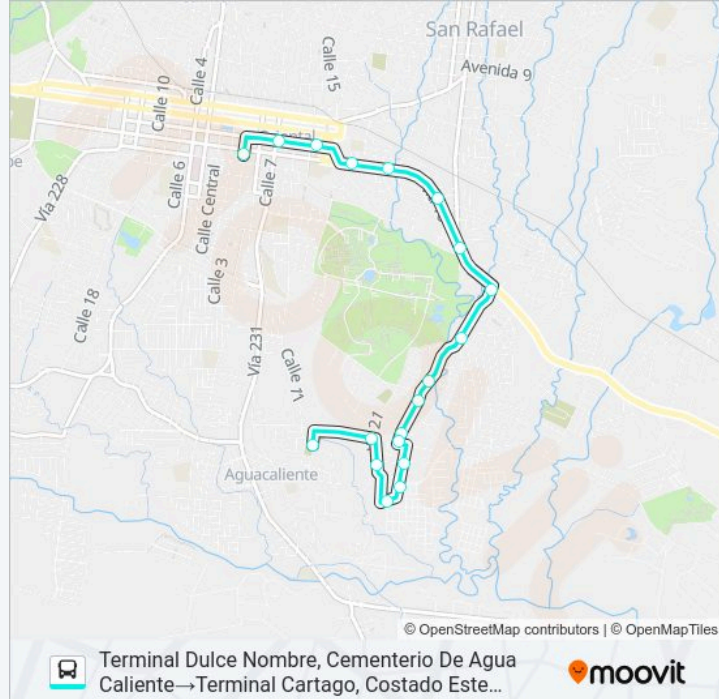 San Rafael
Calle 15
Avenida 9
Calle 4
Calle 10
Oriental
Calle 7
Calle 6
Vía 228
Calle Central
Calle 3
Calle 18
Vía 231
Calle 11
21
Aguacaliente
© OpenStreetMap contributors | © OpenMapTiles
Terminal Dulce Nombre, Cementerio De Agua
Caliente→Terminal Cartago, Costado Este...
moovit